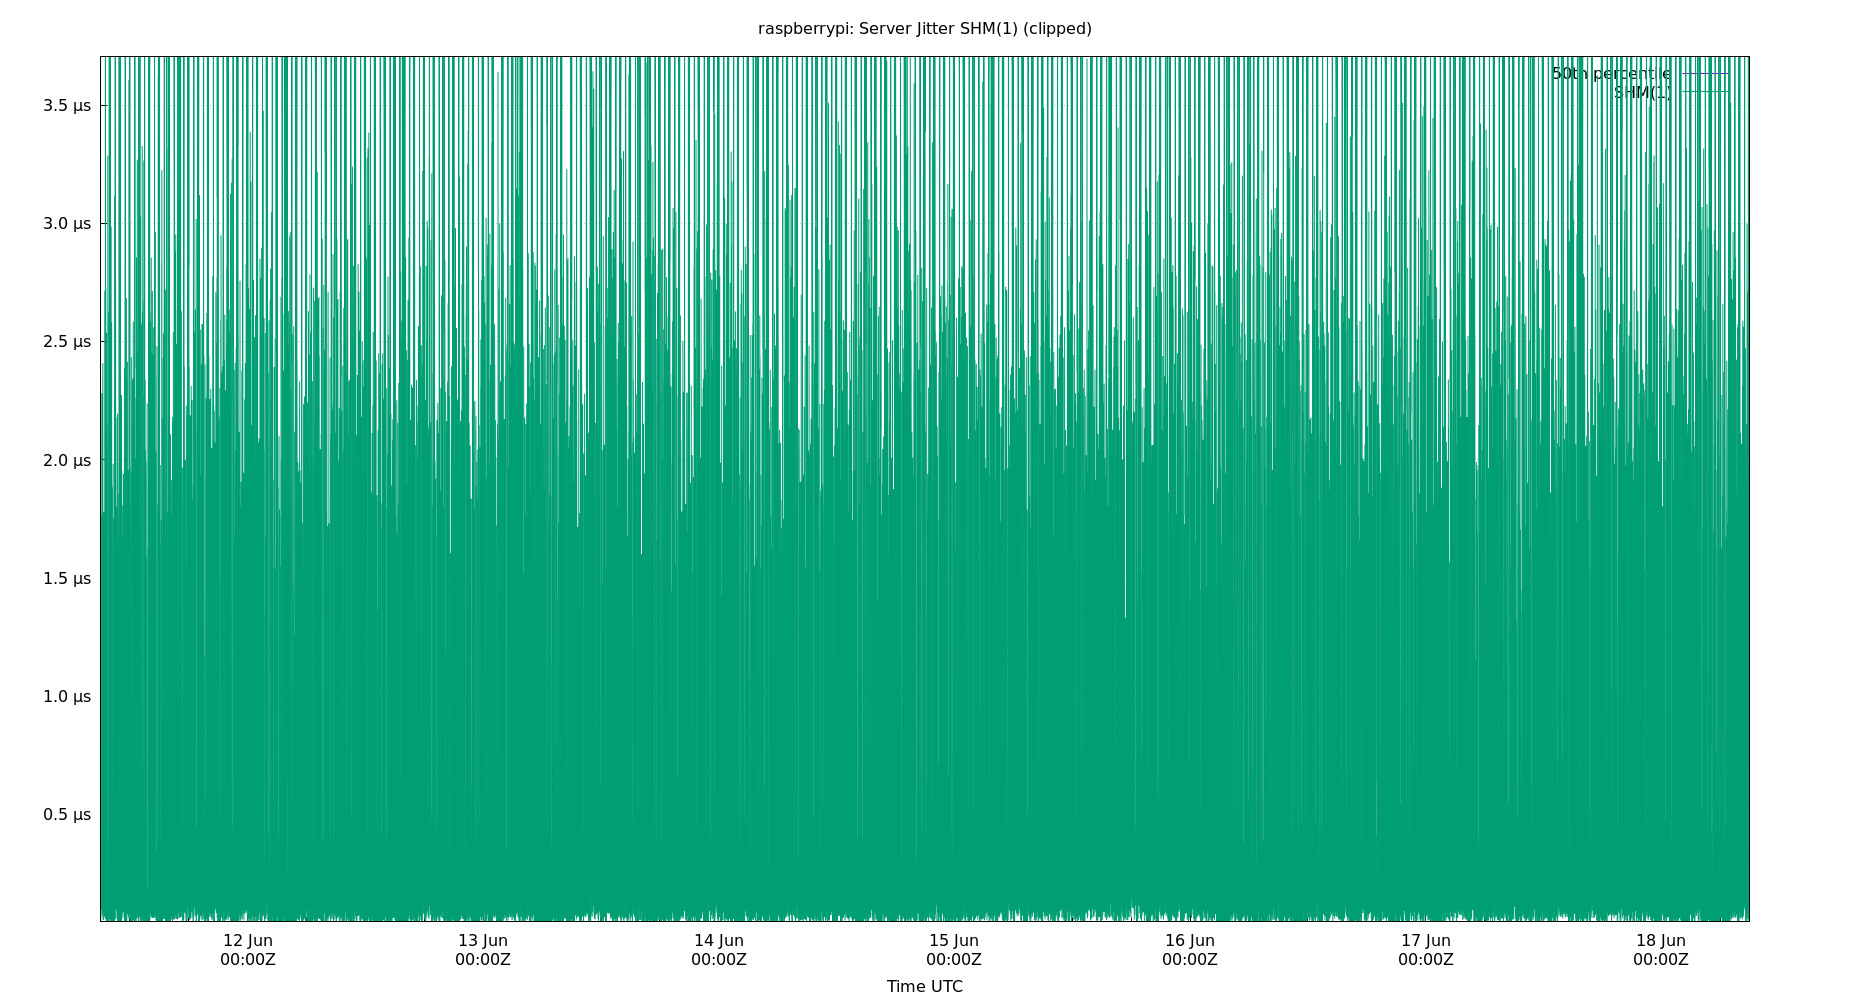 raspberrypi: Server Jitter SHM(1) (clipped)
50th percentile
SHM(1)
3.5 µs
3.0 µs
2.5 µs
2.0 µs
1.5 µs
1.0 µs
0.5 µs
12 Jun 13 Jun 14 Jun 15 Jun 16 Jun 17 Jun 18 Jun
00:00Z 00:00Z 00:00Z 00:00Z 00:00Z 00:00Z 00:00Z
Time UTC